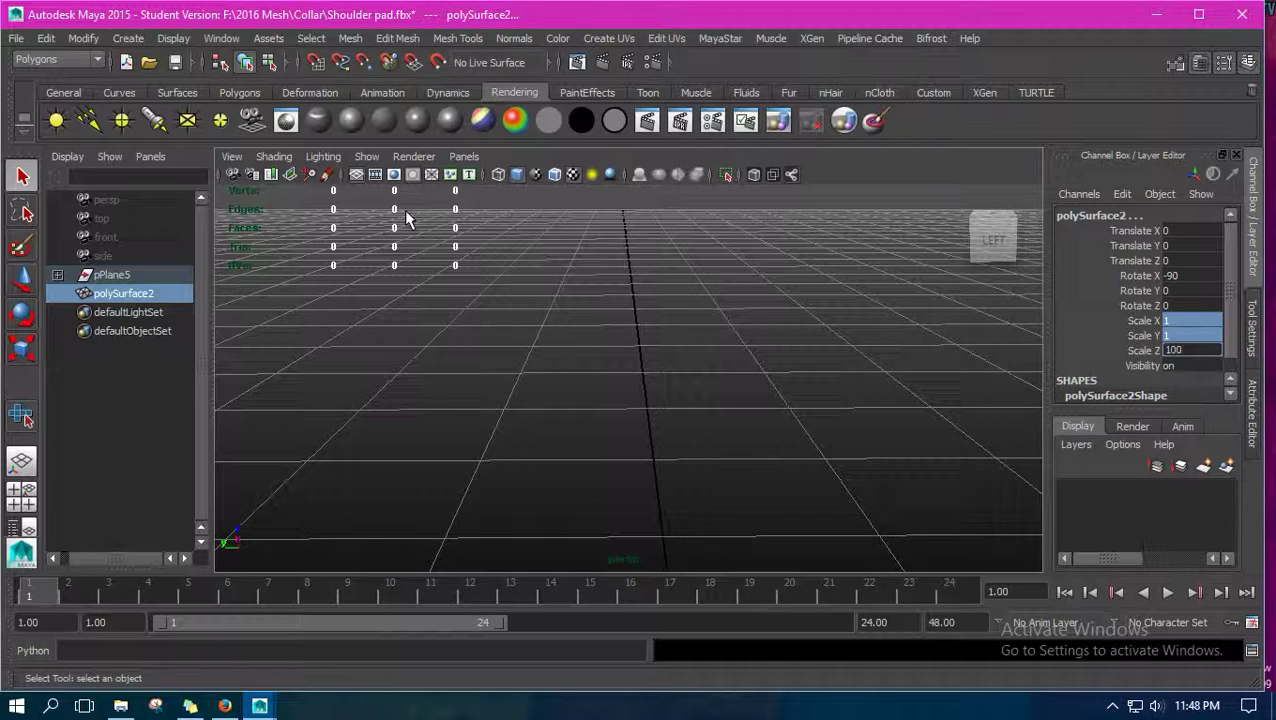 Autodesk Maya 2015 - Student Version: F:\2016 Mesh\Collar\Shoulder pad.fbx*   ---   polySurface2...
File Edit Modify Create Display Window Assets Select Mesh Edit Mesh Mesh Tools Normals Color Create UVs Edit UVs MayaStar Muscle XGen Pipeline Cache Bifrost Help
Polygons No Live Surface
General Curves Surfaces Polygons Deformation Animation Dynamics Rendering PaintEffects Toon Muscle Fluids Fur nHair nCloth Custom XGen TURTLE
Display Show Panels View Shading Lighting Show Renderer Panels Channel Box / Layer Editor
Channels Edit Object Show
persp
top
front
side
pPlane5
polySurface2
defaultLightSet
defaultObjectSet
Verts: 0 0 0
Edges: 0 0 0
Faces: 0 0 0
Tris: 0 0 0
UVs: 0 0 0
LEFT
persp
polySurface2 . . .
Translate X 0
Translate Y 0
Translate Z 0
Rotate X -90
Rotate Y 0
Rotate Z 0
Scale X 1
Scale Y 1
Scale Z 100
Visibility on
SHAPES
polySurface2Shape
Display Render Anim
Layers Options Help
Channel Box / Layer Editor
Tool Settings
Attribute Editor
MAYA
1 2 3 4 5 6 7 8 9 10 11 12 13 14 15 16 17 18 19 20 21 22 23 24
1 1.00
1.00 1.00 1 24 24.00 48.00 No Anim Layer No Character Set
Activate Windows
Go to Settings to activate Windows.
Python
Select Tool: select an object
11:48 PM